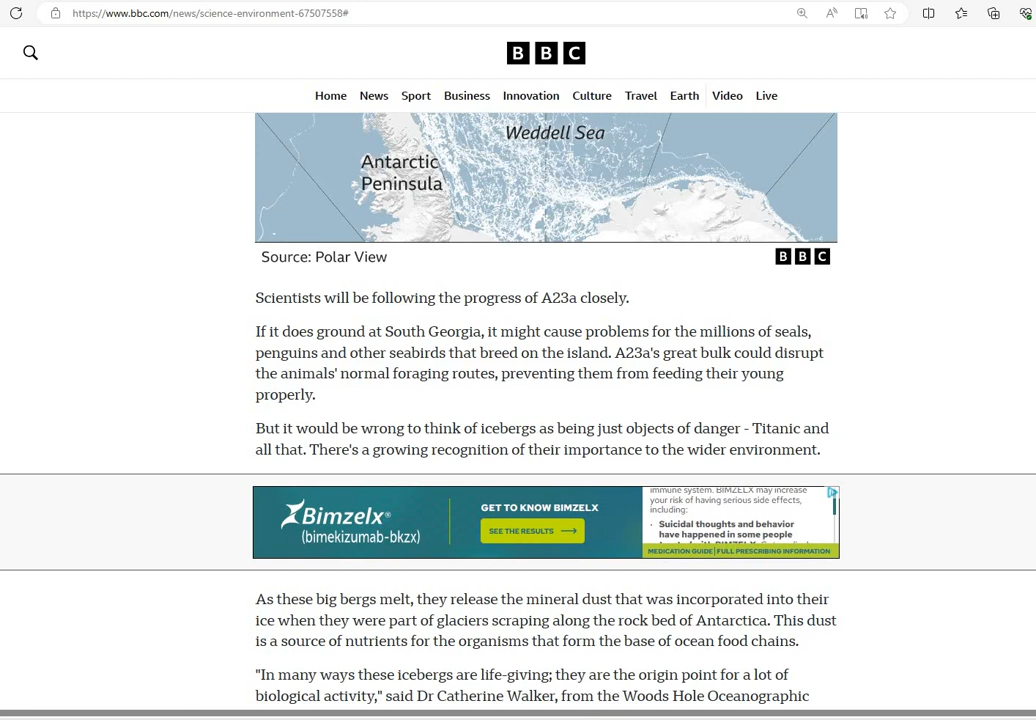 https://www.bbc.com/news/science-environment-67507558#
BBC
Home News Sport Business Innovation Culture Travel Earth Video Live
Weddell Sea
Antarctic
Peninsula
Source: Polar View
BBC
Scientists will be following the progress of A23a closely.
If it does ground at South Georgia, it might cause problems for the millions of seals,
penguins and other seabirds that breed on the island. A23a's great bulk could disrupt
the animals' normal foraging routes, preventing them from feeding their young
properly.
But it would be wrong to think of icebergs as being just objects of danger - Titanic and
all that. There's a growing recognition of their importance to the wider environment.
Bimzelx®
(bimekizumab-bkzx)
GET TO KNOW BIMZELX
SEE THE RESULTS
immune system. BIMZELX may increase
your risk of having serious side effects,
including:
· Suicidal thoughts and behavior
have happened in some people
MEDICATION GUIDE | FULL PRESCRIBING INFORMATION
As these big bergs melt, they release the mineral dust that was incorporated into their
ice when they were part of glaciers scraping along the rock bed of Antarctica. This dust
is a source of nutrients for the organisms that form the base of ocean food chains.
"In many ways these icebergs are life-giving; they are the origin point for a lot of
biological activity," said Dr Catherine Walker, from the Woods Hole Oceanographic